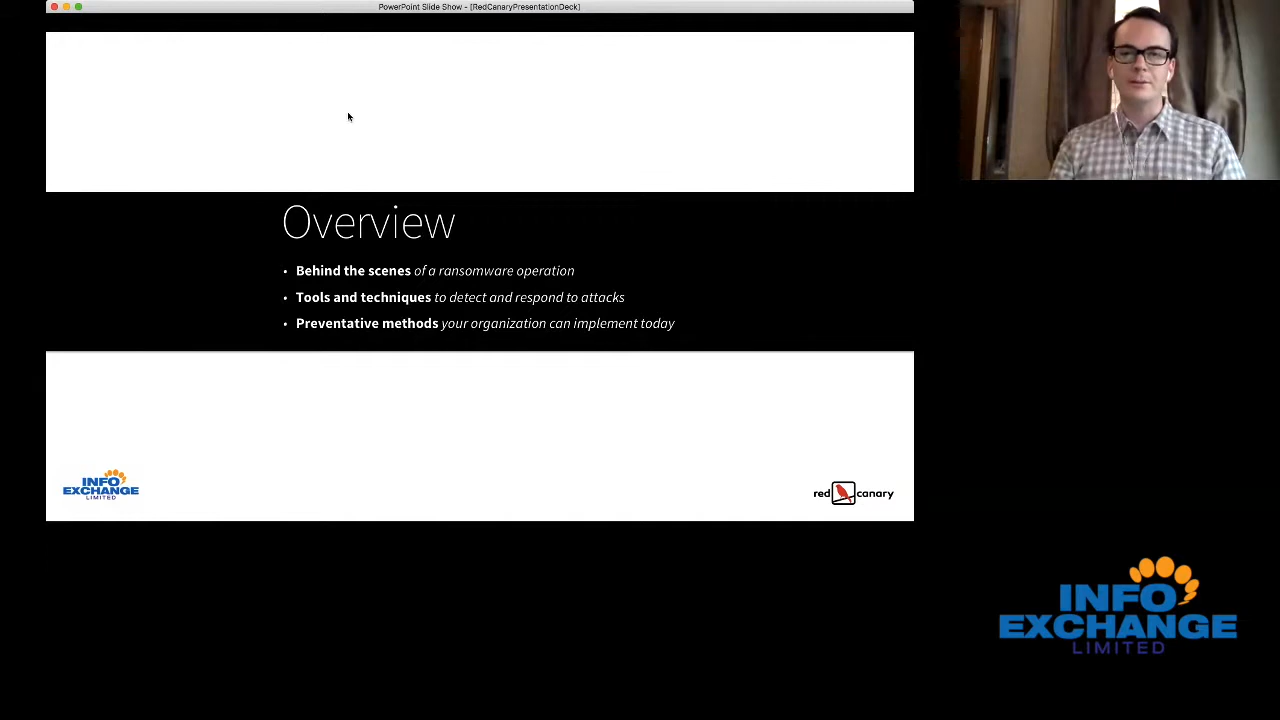 PowerPoint Slide Show - [RedCanaryPresentationDeck]
Overview
• Behind the scenes of a ransomware operation
• Tools and techniques to detect and respond to attacks
• Preventative methods your organization can implement today
INFO
EXCHANGE
LIMITED
red canary
INFO
EXCHANGE
LIMITED